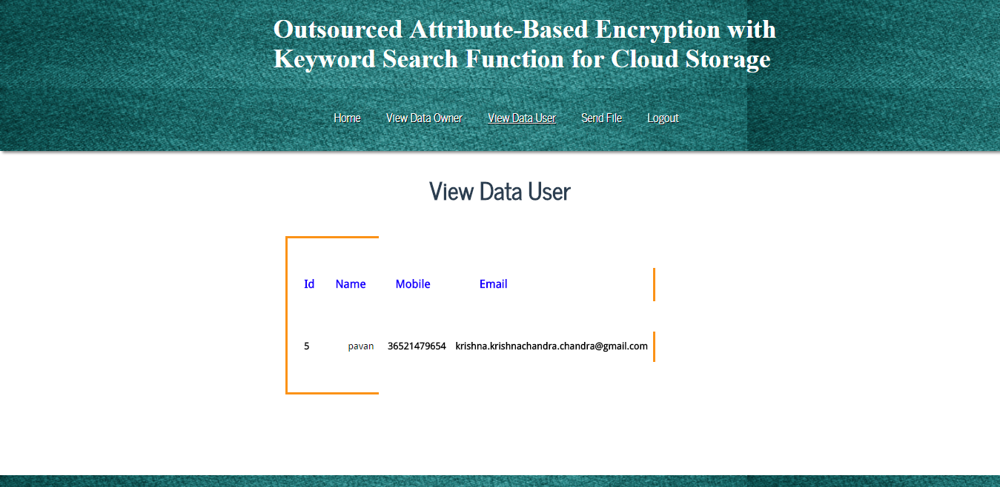 Outsourced Attribute-Based Encryption with
Keyword Search Function for Cloud Storage
Home View Data Owner View Data User Send File Logout
View Data User
Id Name Mobile Email
5 pavan 36521479654 krishna.krishnachandra.chandra@gmail.com